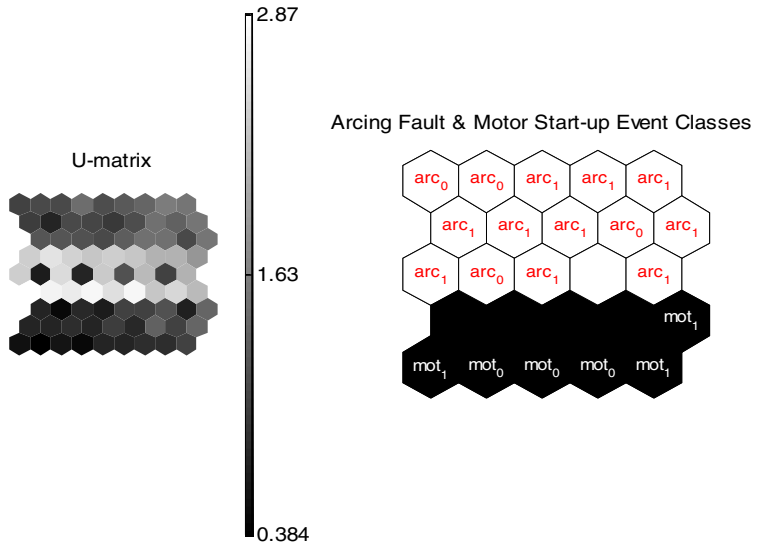 2.87
Arcing Fault & Motor Start-up Event Classes
U-matrix
arc₀ arc₀ arc₁ arc₁ arc₁
arc₁ arc₁ arc₁ arc₀ arc₁
1.63
arc₁ arc₀ arc₁ arc₁
mot₁
mot₁ mot₀ mot₀ mot₀ mot₁
0.384